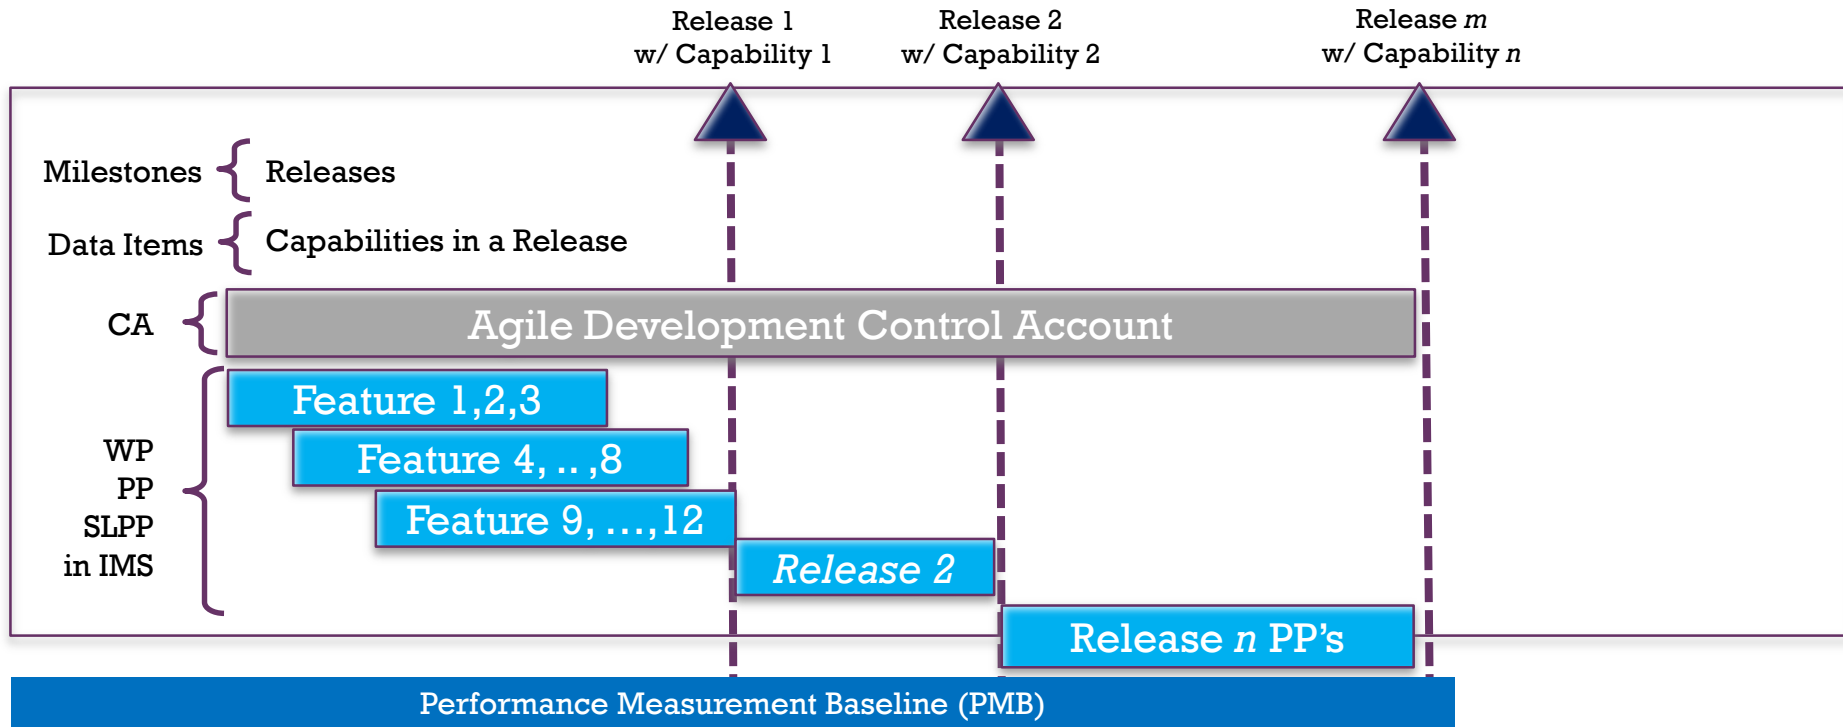 Release 1
w/ Capability 1
Release 2
w/ Capability 2
Release m
w/ Capability n
Milestones
Releases
Data Items
Capabilities in a Release
CA
Agile Development Control Account
WP
PP
SLPP
in IMS
Feature 1,2,3
Feature 4, .. ,8
Feature 9, ...,12
Release 2
Release n PP’s
Performance Measurement Baseline (PMB)